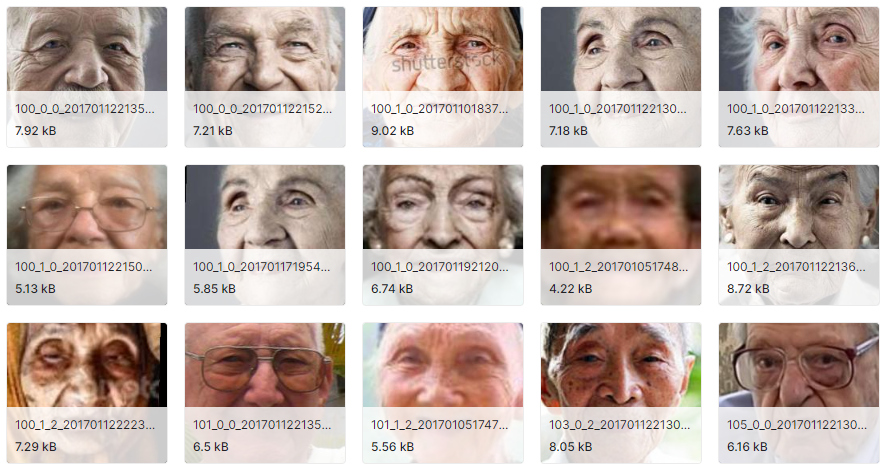 shutterstock
100_0_0_201701122135...
7.92 kB
100_0_0_201701122152...
7.21 kB
100_1_0_201701101837...
9.02 kB
100_1_0_201701122130...
7.18 kB
100_1_0_201701122133...
7.63 kB
100_1_0_201701122150...
5.13 kB
100_1_0_201701171954...
5.85 kB
100_1_0_201701192120...
6.74 kB
100_1_2_201701051748...
4.22 kB
100_1_2_201701122136...
8.72 kB
100_1_2_201701122223...
7.29 kB
101_0_0_201701122135...
6.5 kB
101_1_2_201701051747...
5.56 kB
103_0_2_201701122130...
8.05 kB
105_0_0_201701122130...
6.16 kB